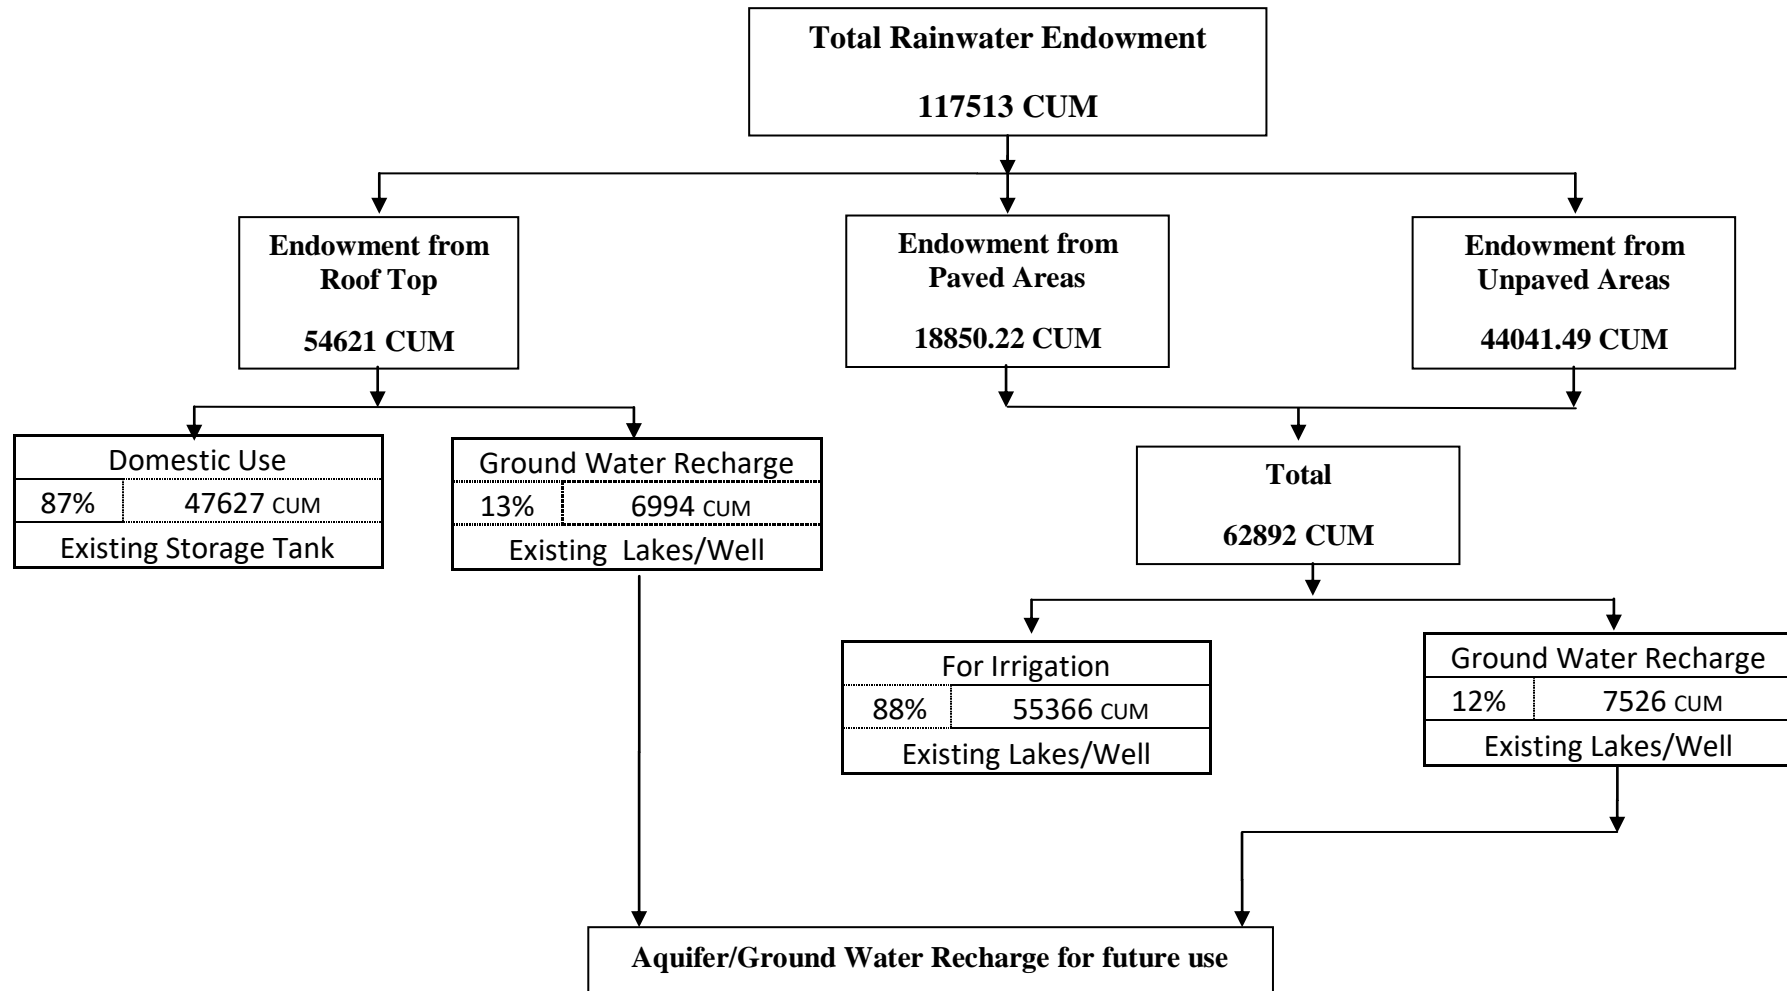 Total Rainwater Endowment
117513 CUM
Endowment from
Roof Top
54621 CUM
Endowment from
Paved Areas
18850.22 CUM
Endowment from
Unpaved Areas
44041.49 CUM
Domestic Use
87% 47627 CUM
Existing Storage Tank
Ground Water Recharge
13% 6994 CUM
Existing Lakes/Well
Total
62892 CUM
For Irrigation
88% 55366 CUM
Existing Lakes/Well
Ground Water Recharge
12% 7526 CUM
Existing Lakes/Well
Aquifer/Ground Water Recharge for future use